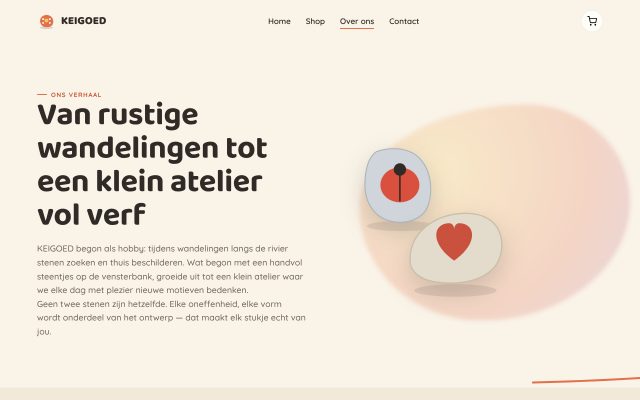 KEIGOED
Home Shop Over ons Contact
ONS VERHAAL
Van rustige
wandelingen tot
een klein atelier
vol verf
KEIGOED begon als hobby: tijdens wandelingen langs de rivier
stenen zoeken en thuis beschilderen. Wat begon met een handvol
steentjes op de vensterbank, groeide uit tot een klein atelier waar
we elke dag met plezier nieuwe motieven bedenken.
Geen twee stenen zijn hetzelfde. Elke oneffenheid, elke vorm
wordt onderdeel van het ontwerp — dat maakt elk stukje echt van
jou.